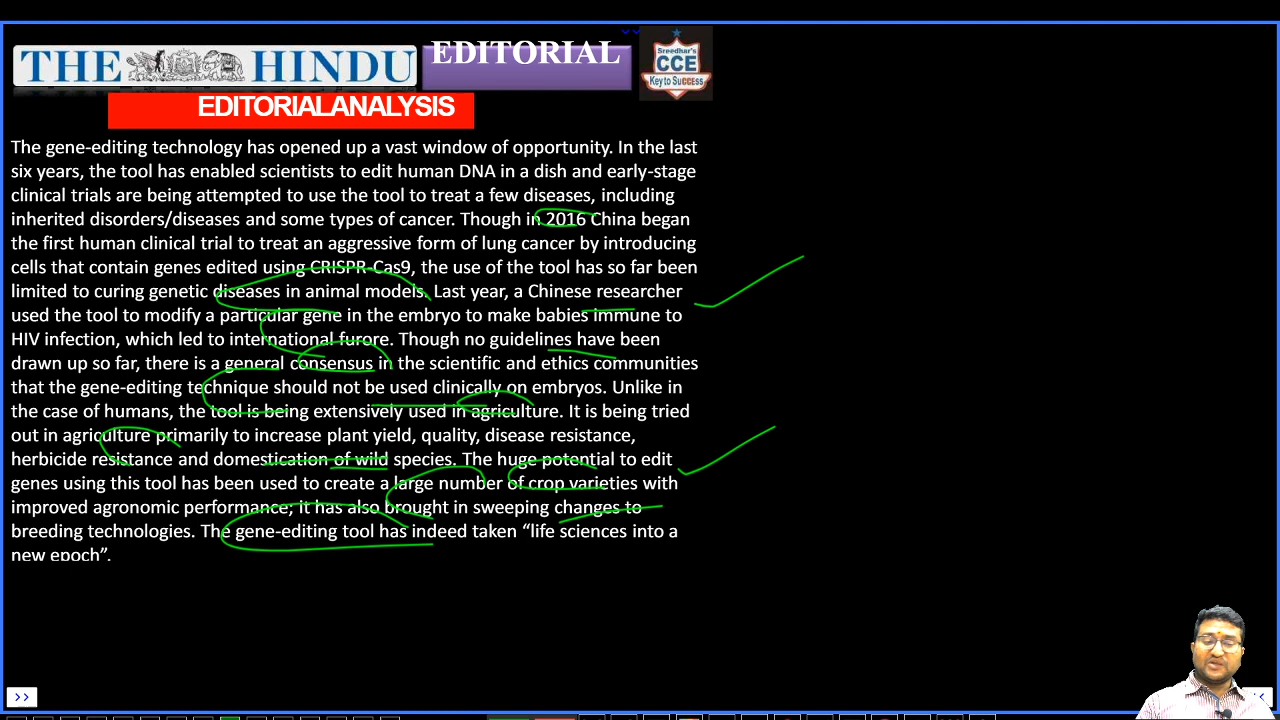 THE HINDU
EDITORIAL
Sreedhar's
CCE
Key to Success
EDITORIALANALYSIS
The gene-editing technology has opened up a vast window of opportunity. In the last
six years, the tool has enabled scientists to edit human DNA in a dish and early-stage
clinical trials are being attempted to use the tool to treat a few diseases, including
inherited disorders/diseases and some types of cancer. Though in 2016 China began
the first human clinical trial to treat an aggressive form of lung cancer by introducing
cells that contain genes edited using CRISPR-Cas9, the use of the tool has so far been
limited to curing genetic diseases in animal models. Last year, a Chinese researcher
used the tool to modify a particular gene in the embryo to make babies immune to
HIV infection, which led to international furore. Though no guidelines have been
drawn up so far, there is a general consensus in the scientific and ethics communities
that the gene-editing technique should not be used clinically on embryos. Unlike in
the case of humans, the tool is being extensively used in agriculture. It is being tried
out in agriculture primarily to increase plant yield, quality, disease resistance,
herbicide resistance and domestication of wild species. The huge potential to edit
genes using this tool has been used to create a large number of crop varieties with
improved agronomic performance; it has also brought in sweeping changes to
breeding technologies. The gene-editing tool has indeed taken “life sciences into a
new epoch”.
>>